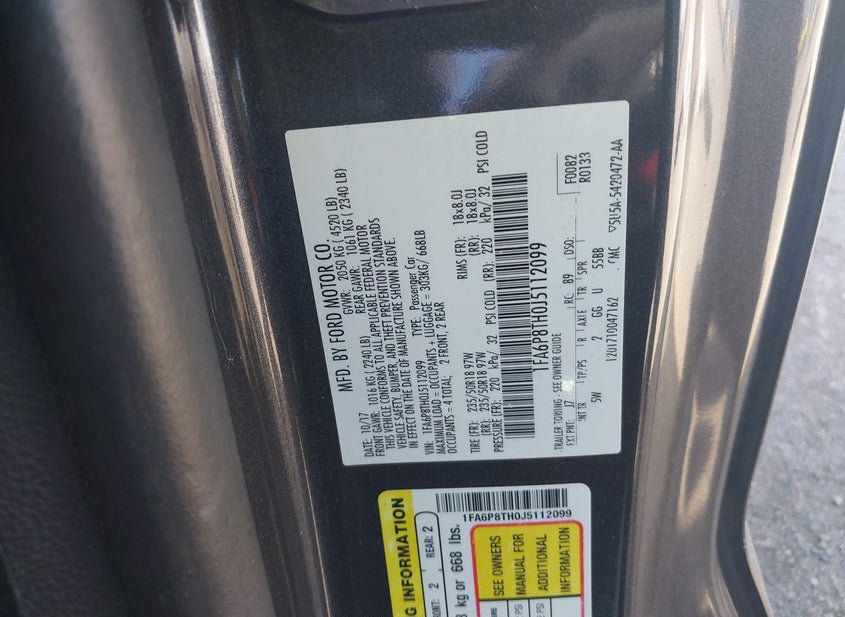 MFD. BY FORD MOTOR CO.
DATE: 10/17 GVWR: 2050 KG ( 4520 LB)
FRONT GAWR: 1016 KG (2240 LB) REAR GAWR: 1061 KG ( 2340 LB)
THIS VEHICLE CONFORMS TO ALL APPLICABLE FEDERAL MOTOR
VEHICLE SAFETY, BUMPER, AND THEFT PREVENTION STANDARDS
IN EFFECT ON THE DATE OF MANUFACTURE SHOWN ABOVE.
VIN: 1FA6P8TH0J5112099 TYPE: Passenger Car
MAXIMUM LOAD = OCCUPANTS + LUGGAGE = 303KG/ 668LB
OCCUPANTS = 4 TOTAL: 2 FRONT, 2 REAR
TIRE (FR): 235/50R18 97W RIMS (FR): 18x8.0J
(RR): 235/50R18 97W (RR): 18x8.0J
PRESSURE (FR): 220 kPa/ 32 PSI COLD (RR): 220 kPa/ 32 PSI COLD
1FA6P8TH0J5112099
TRAILER TOWING - SEE OWNER GUIDE
EXT PNT: J7 RC: 89 DSO: F0082
R0133
INT TR TP/PS R AXLE TR SPR
5W 2 GG U 55BB
1201710047162 5U5A-5420472-AA
1FA6P8TH0J5112099
INFORMATION
2 REAR: 2
kg or 668 lbs.
SEE OWNERS
MANUAL FOR
ADDITIONAL
INFORMATION
PSI
PSI